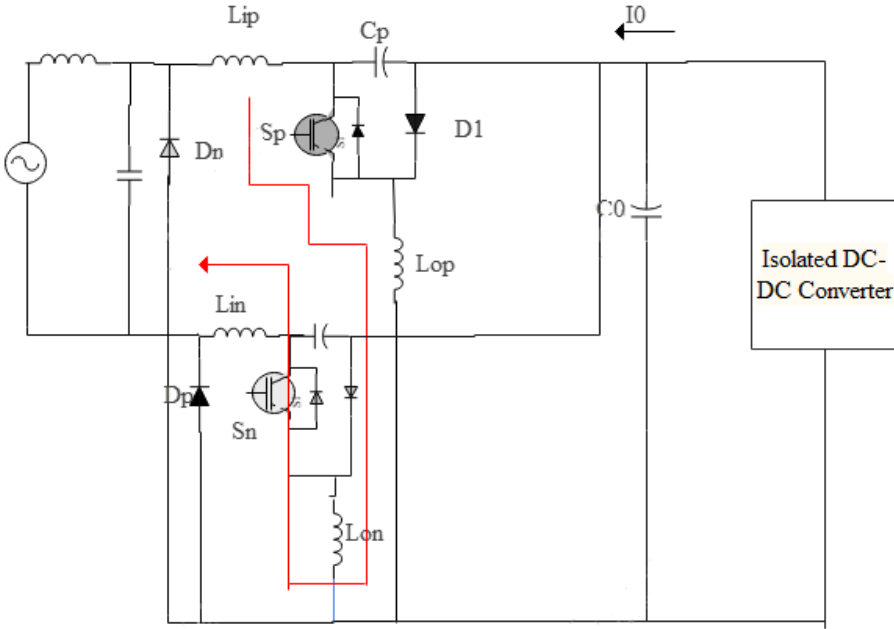 Lip
Cp
I0
Sp
D1
Dn
C0
Lop
Isolated DC-
DC Converter
Lin
Dp
Sn
Lon